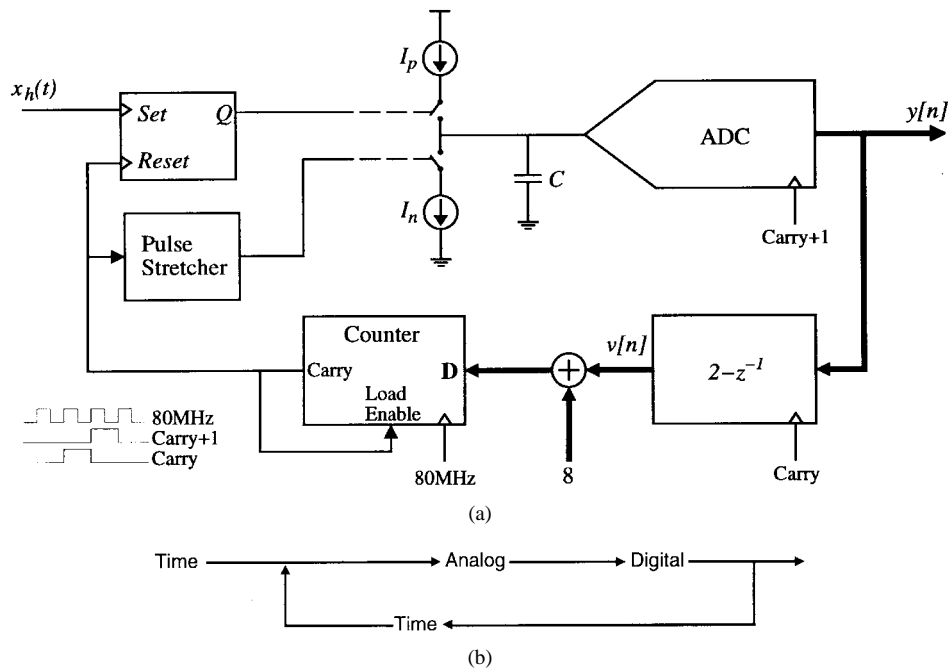 I_p
x_h(t)
Set Q
Reset
ADC
y[n]
C
I_n
Carry+1
Pulse
Stretcher
Counter
Carry D
Load
Enable
v[n]
2−z^{-1}
80MHz
Carry+1
Carry
80MHz
8
Carry
(a)
Time Analog Digital
Time
(b)